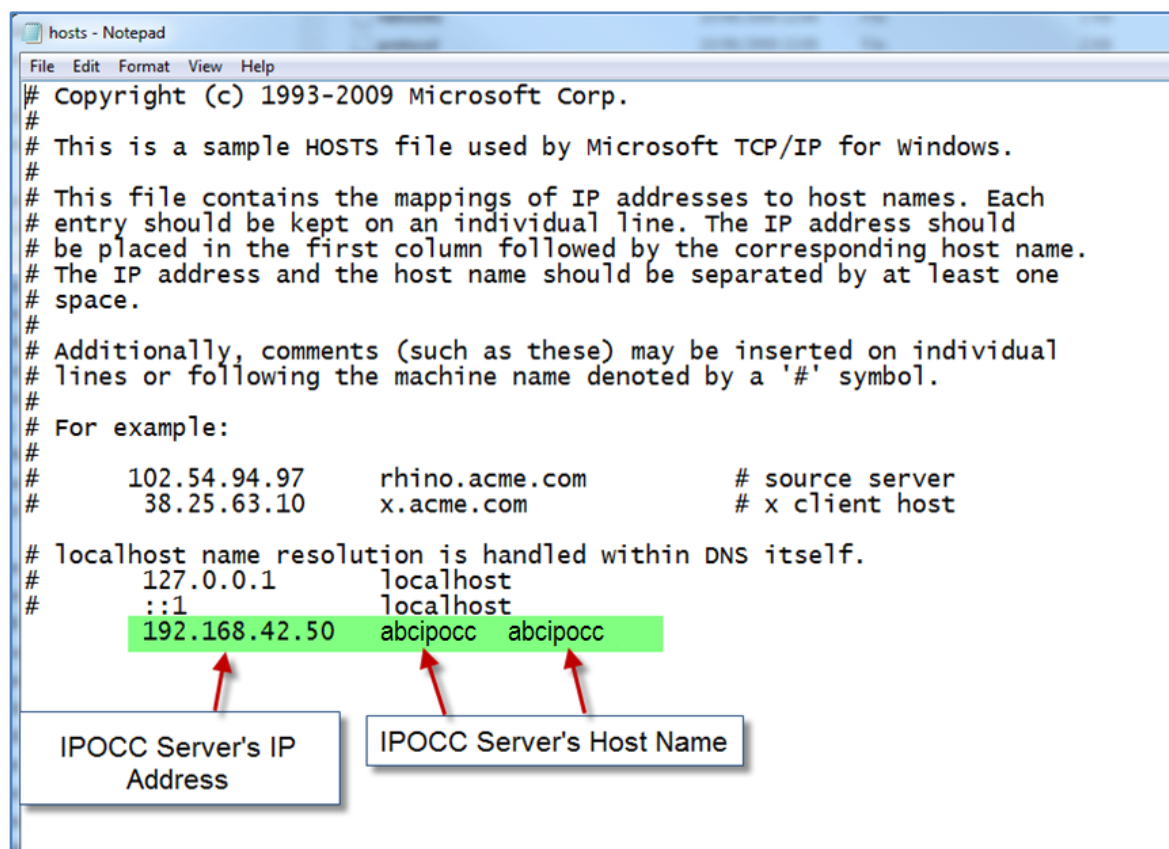 hosts - Notepad
File Edit Format View Help
# Copyright (c) 1993-2009 Microsoft Corp.
#
# This is a sample HOSTS file used by Microsoft TCP/IP for Windows.
#
# This file contains the mappings of IP addresses to host names. Each
# entry should be kept on an individual line. The IP address should
# be placed in the first column followed by the corresponding host name.
# The IP address and the host name should be separated by at least one
# space.
#
# Additionally, comments (such as these) may be inserted on individual
# lines or following the machine name denoted by a '#' symbol.
#
# For example:
#
# 102.54.94.97 rhino.acme.com # source server
# 38.25.63.10 x.acme.com # x client host

# localhost name resolution is handled within DNS itself.
# 127.0.0.1 localhost
# ::1 localhost
192.168.42.50 abcipocc abcipocc
IPOCC Server's IP
Address
IPOCC Server's Host Name